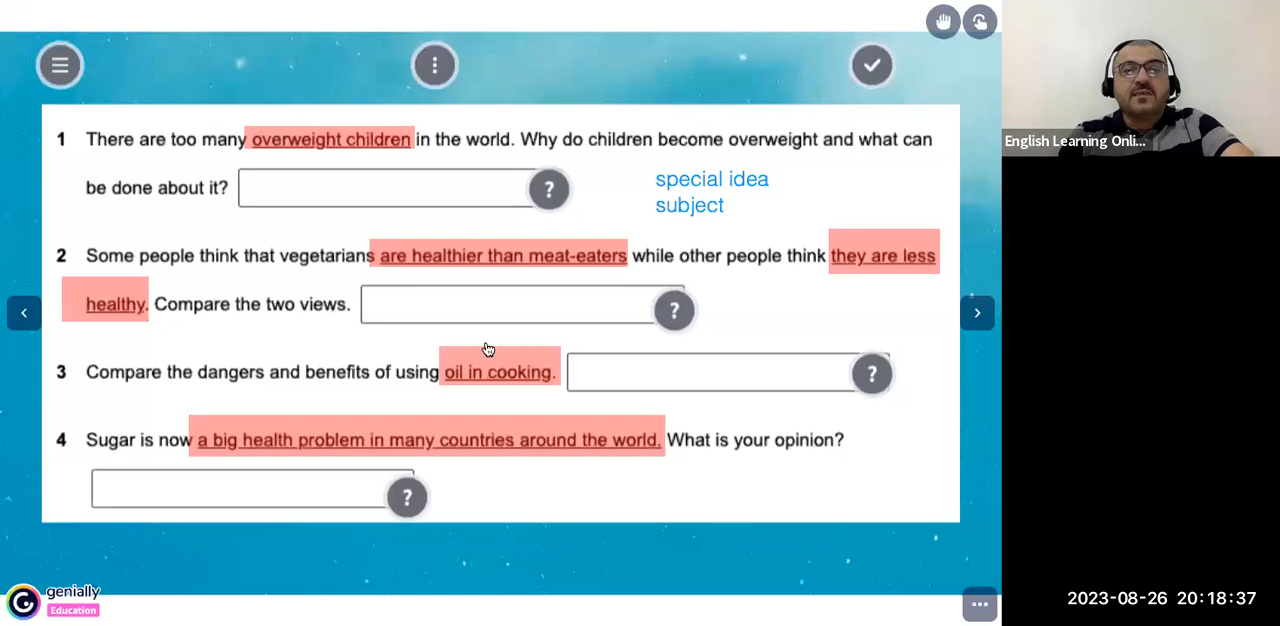 English Learning Onli...
1 There are too many overweight children in the world. Why do children become overweight and what can
be done about it? ?
special idea
subject
2 Some people think that vegetarians are healthier than meat-eaters while other people think they are less
healthy. Compare the two views. ?
3 Compare the dangers and benefits of using oil in cooking. ?
4 Sugar is now a big health problem in many countries around the world. What is your opinion?
?
genially
Education
2023-08-26 20:18:37